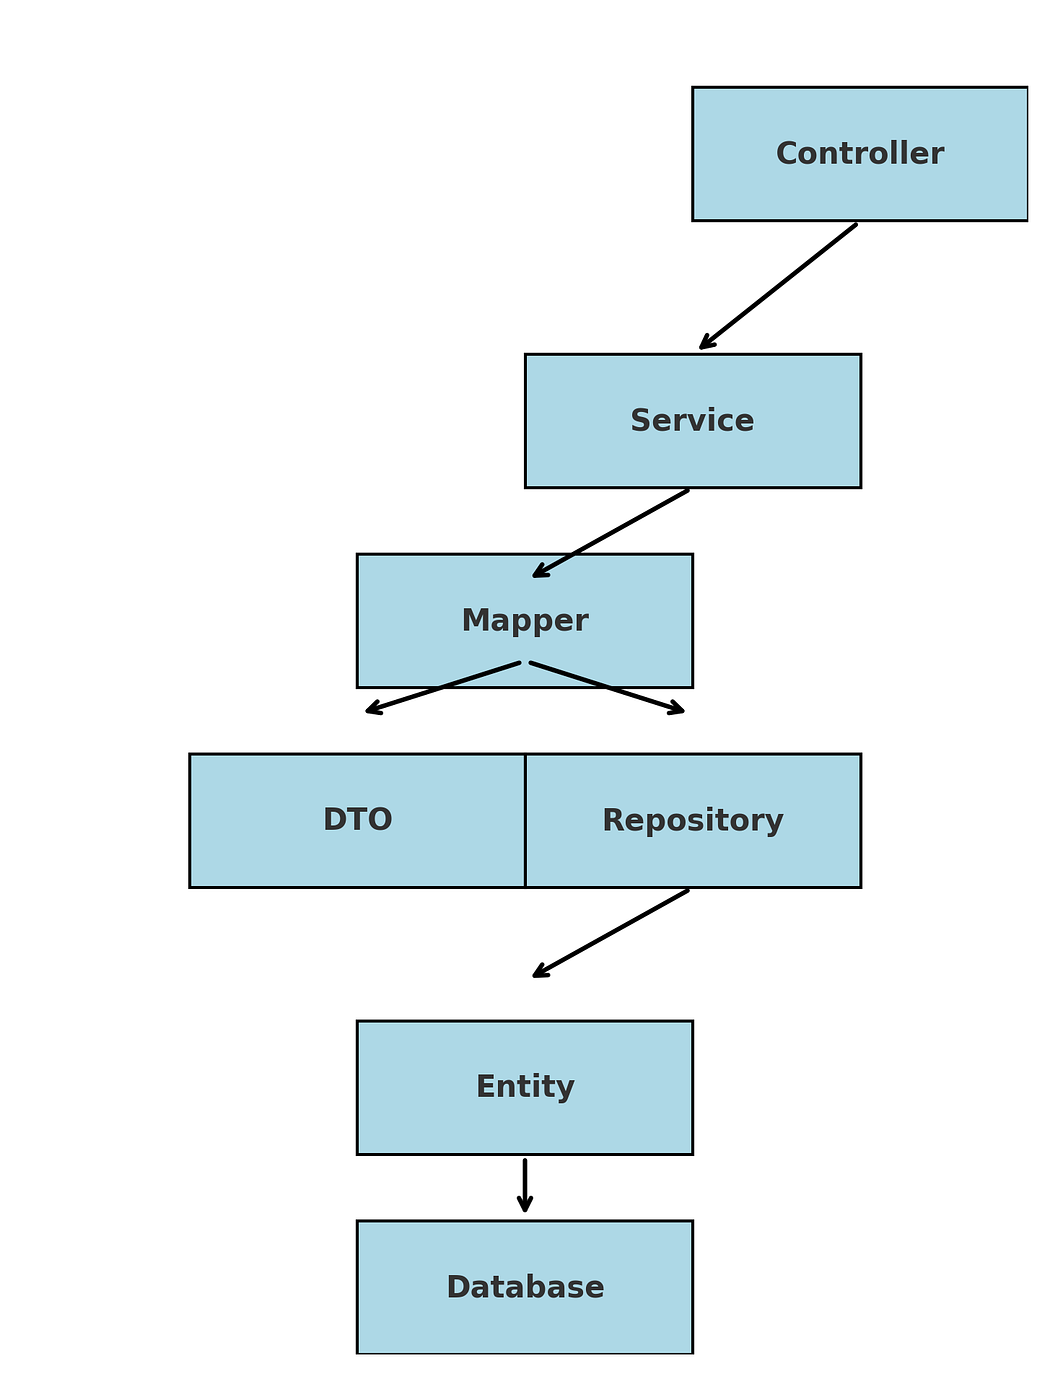 Controller
Service
Mapper
DTO
Repository
Entity
Database